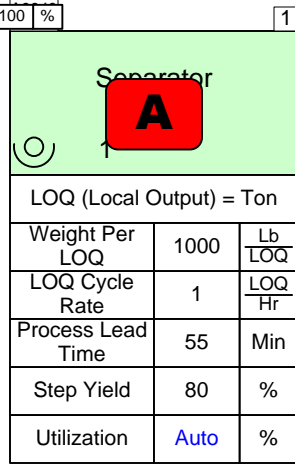 100 %
1
Separator
A
1
LOQ (Local Output) = Ton
Weight Per LOQ 1000 Lb/LOQ
LOQ Cycle Rate 1 LOQ/Hr
Process Lead Time 55 Min
Step Yield 80 %
Utilization Auto %